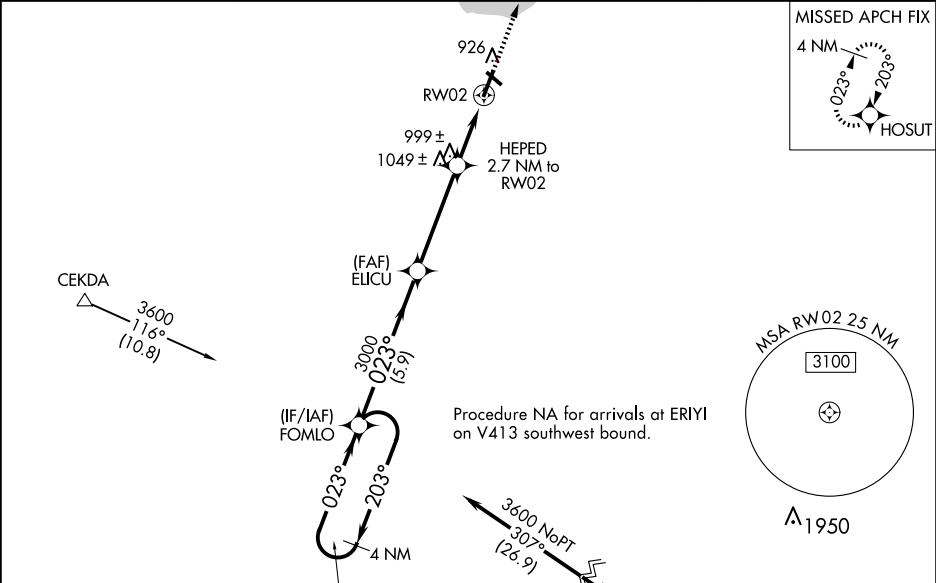 MISSED APCH FIX
4 NM
023°
203°
HOSUT
926
RW02
999 ±
1049 ±
HEPED
2.7 NM to
RW02
(FAF)
ELICU
CEKDA
3600
116°
(10.8)
3000
023°
(5.9)
MSA RW02 25 NM
3100
(IF/IAF)
FOMLO
Procedure NA for arrivals at ERIYI
on V413 southwest bound.
023°
203°
4 NM
3600 NoPT
307°
(26.9)
1950